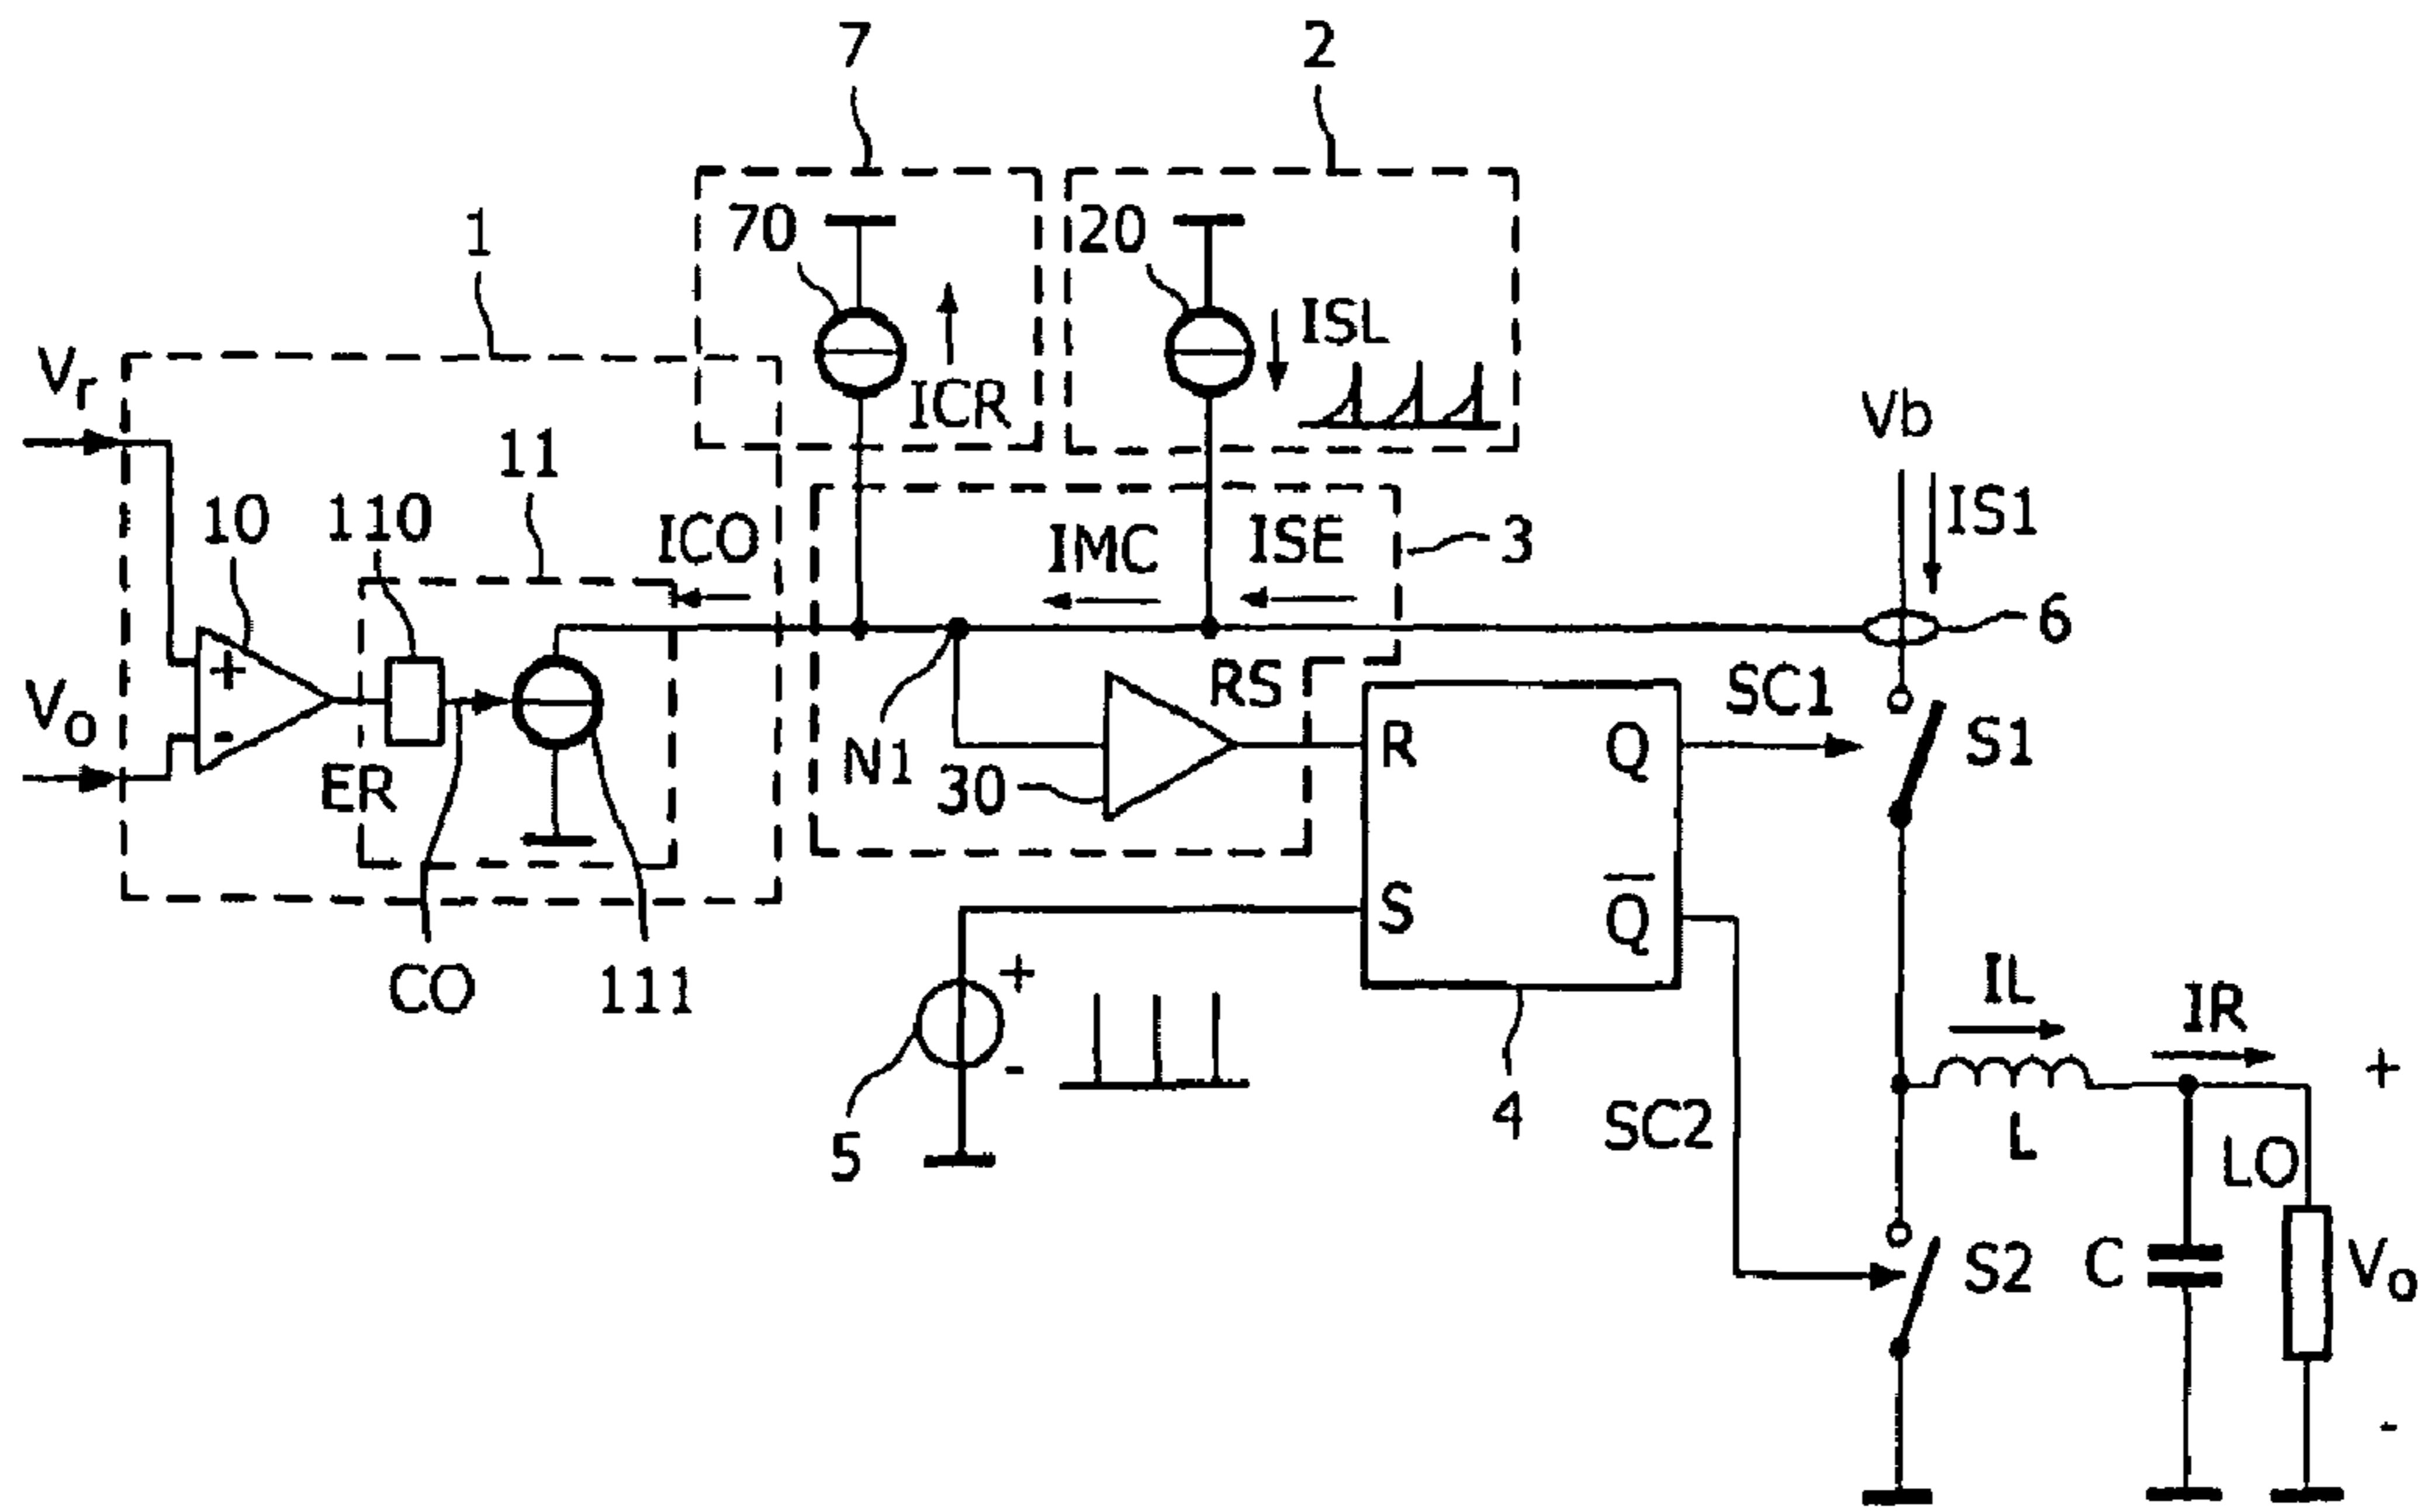 7
2
1
70
20
ISL
ICR
Vr
Vb
11
10
110
ICO
IMC
ISE
3
IS1
6
+
RS
SC1
Vo
-
R
Q
S1
ER
N1
30
S
Q̅
CO
111
+
5
-
4
IL
IR
+
SC2
L
LO
S2
C
Vo
-